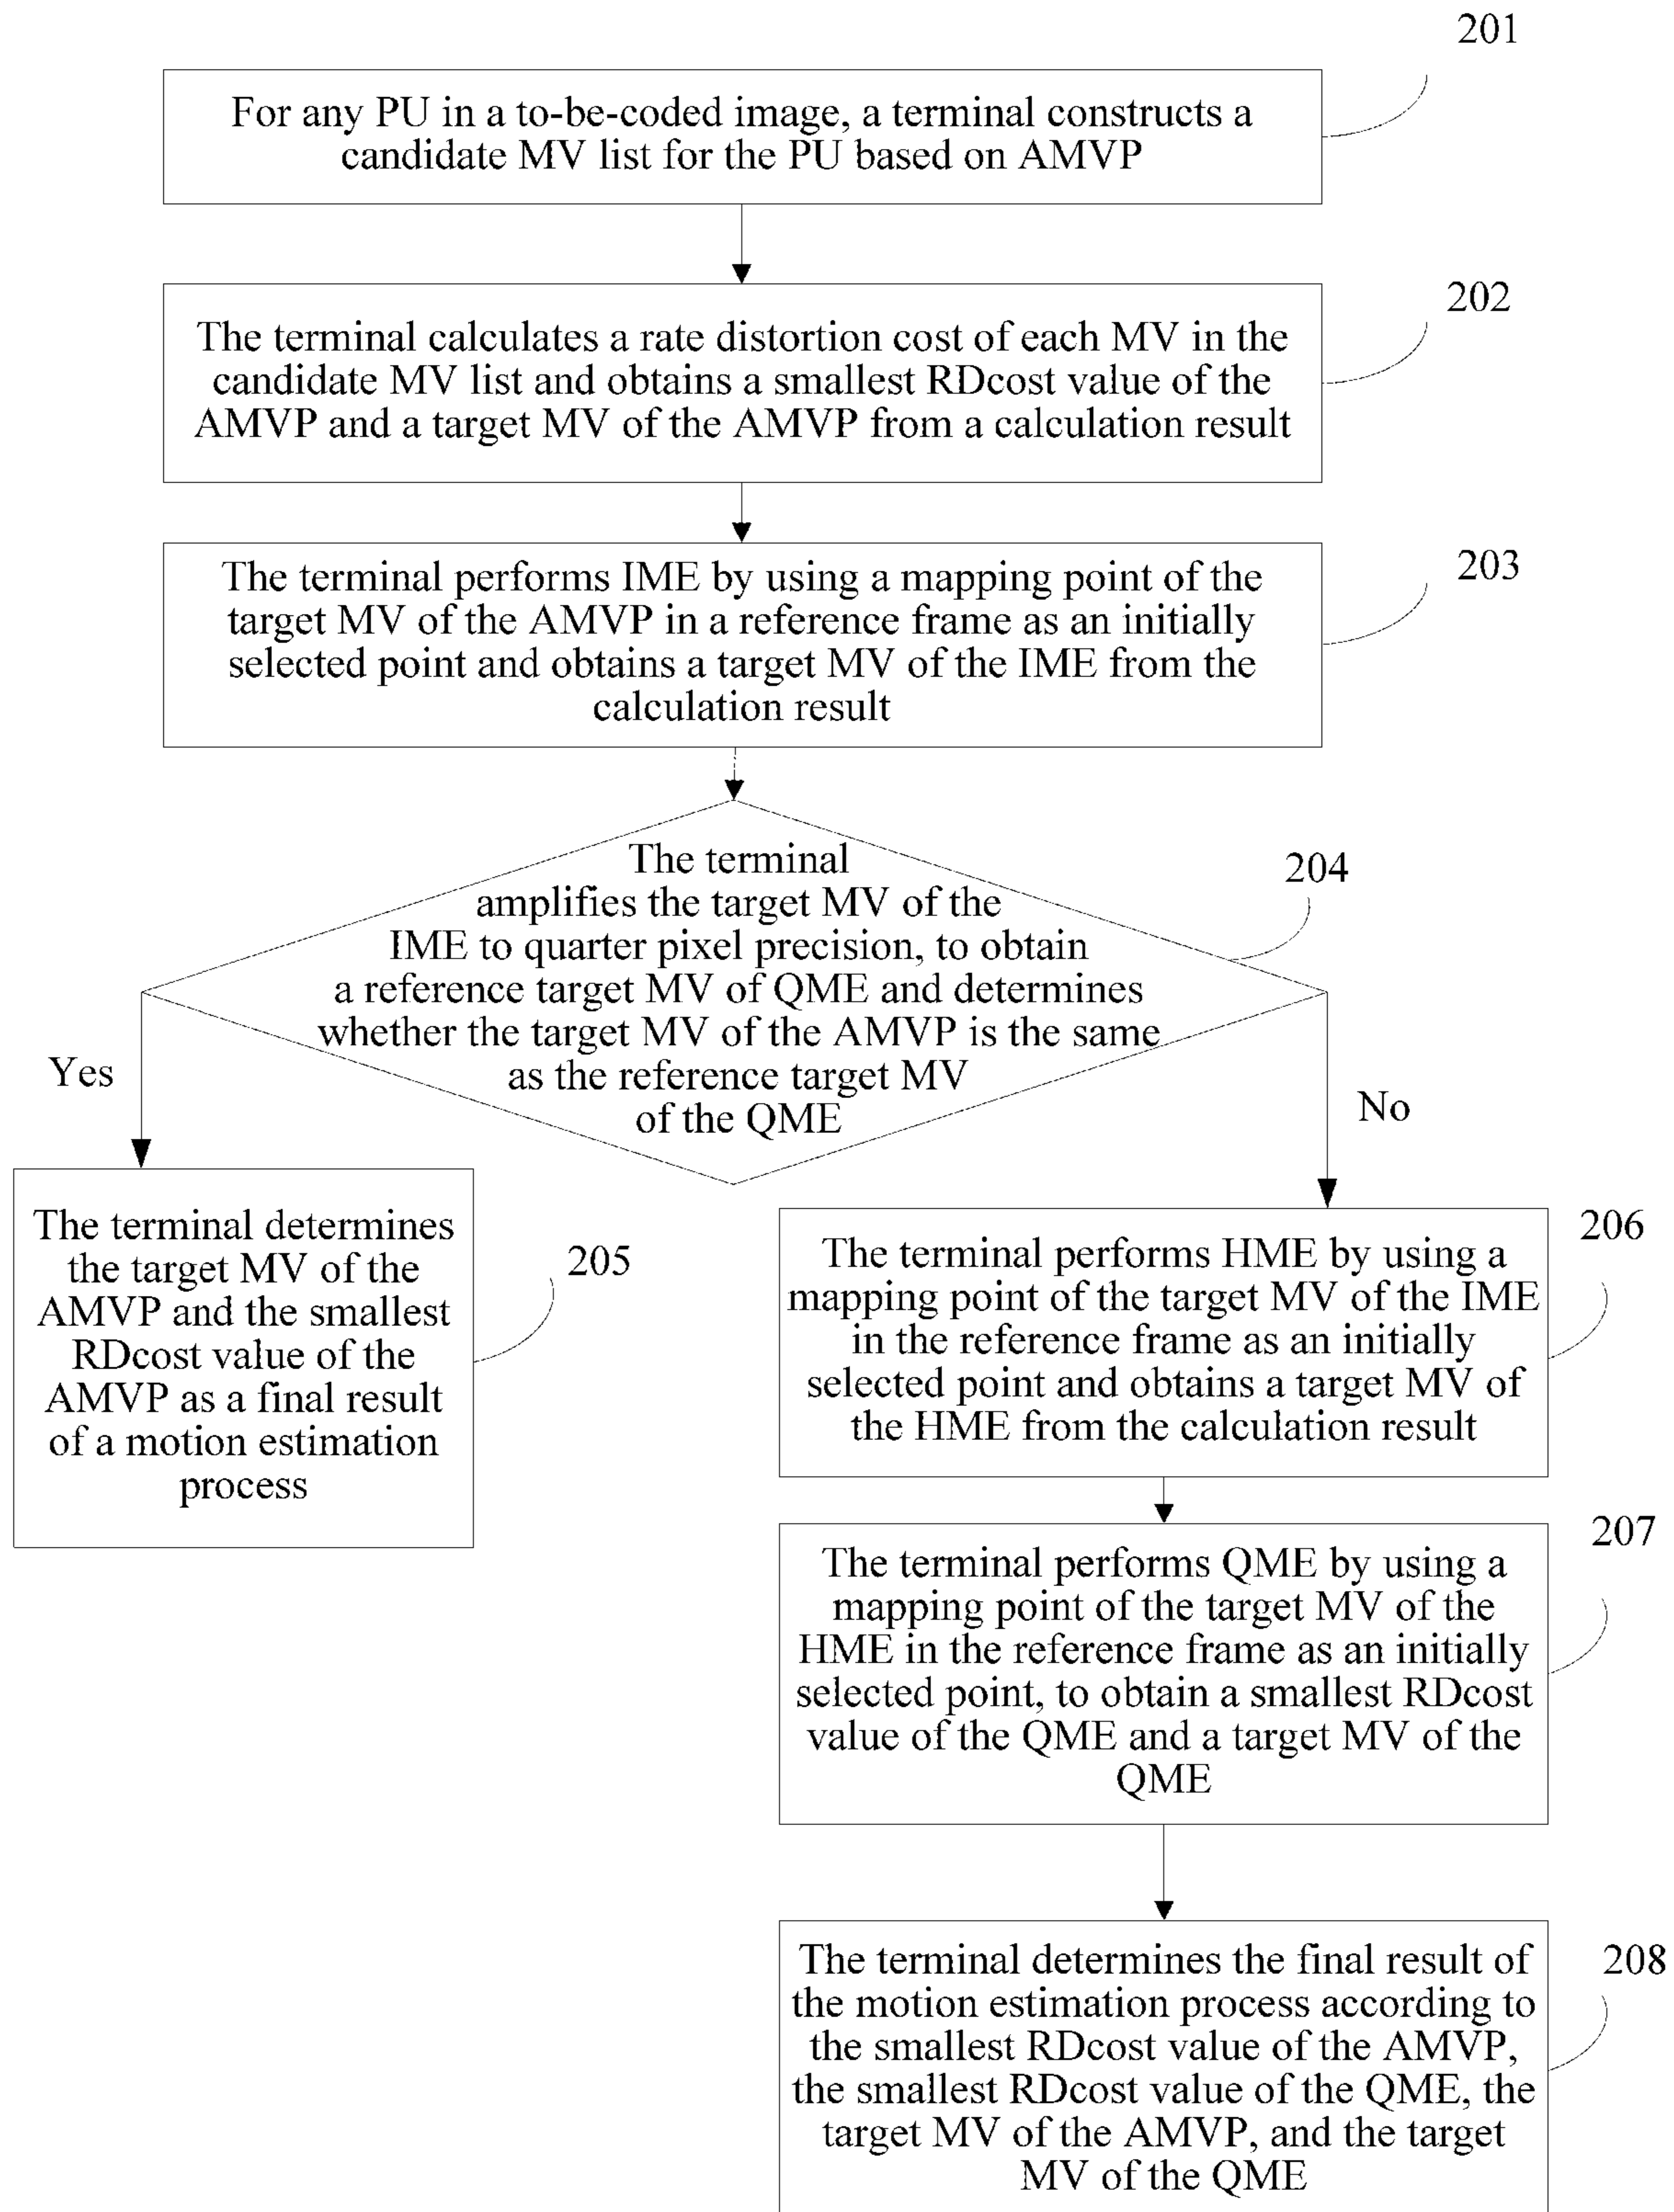 201
For any PU in a to-be-coded image, a terminal constructs a
candidate MV list for the PU based on AMVP
202
The terminal calculates a rate distortion cost of each MV in the
candidate MV list and obtains a smallest RDcost value of the
AMVP and a target MV of the AMVP from a calculation result
203
The terminal performs IME by using a mapping point of the
target MV of the AMVP in a reference frame as an initially
selected point and obtains a target MV of the IME from the
calculation result
204
The terminal
amplifies the target MV of the
IME to quarter pixel precision, to obtain
a reference target MV of QME and determines
whether the target MV of the AMVP is the same
as the reference target MV
of the QME
Yes
No
205
The terminal determines
the target MV of the
AMVP and the smallest
RDcost value of the
AMVP as a final result
of a motion estimation
process
206
The terminal performs HME by using a
mapping point of the target MV of the IME
in the reference frame as an initially
selected point and obtains a target MV of
the HME from the calculation result
207
The terminal performs QME by using a
mapping point of the target MV of the
HME in the reference frame as an initially
selected point, to obtain a smallest RDcost
value of the QME and a target MV of the
QME
208
The terminal determines the final result of
the motion estimation process according to
the smallest RDcost value of the AMVP,
the smallest RDcost value of the QME, the
target MV of the AMVP, and the target
MV of the QME